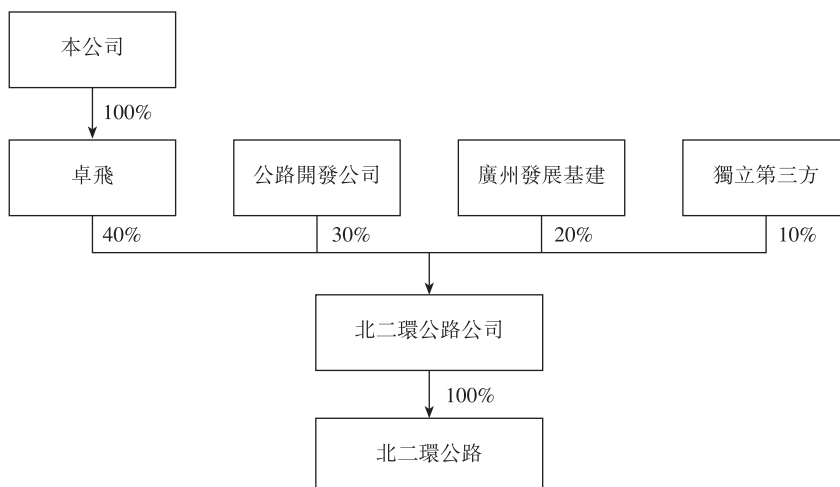 本公司
100%
卓飛
公路開發公司
廣州發展基建
獨立第三方
40%
30%
20%
10%
北二環公路公司
100%
北二環公路